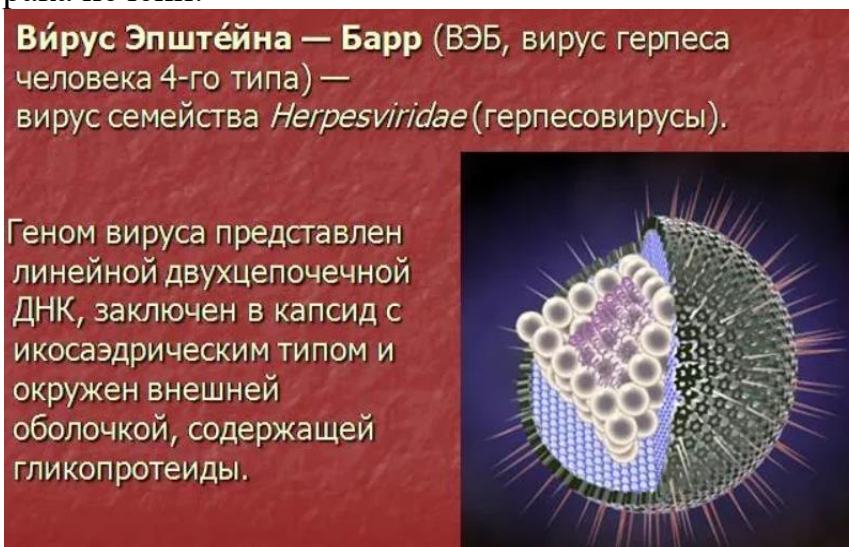 Ви́рус Эпште́йна — Барр (ВЭБ, вирус герпеса
человека 4-го типа) —
вирус семейства Herpesviridae (герпесовирусы).
Геном вируса представлен
линейной двухцепочечной
ДНК, заключен в капсид с
икосаэдрическим типом и
окружен внешней
оболочкой, содержащей
гликопротеиды.